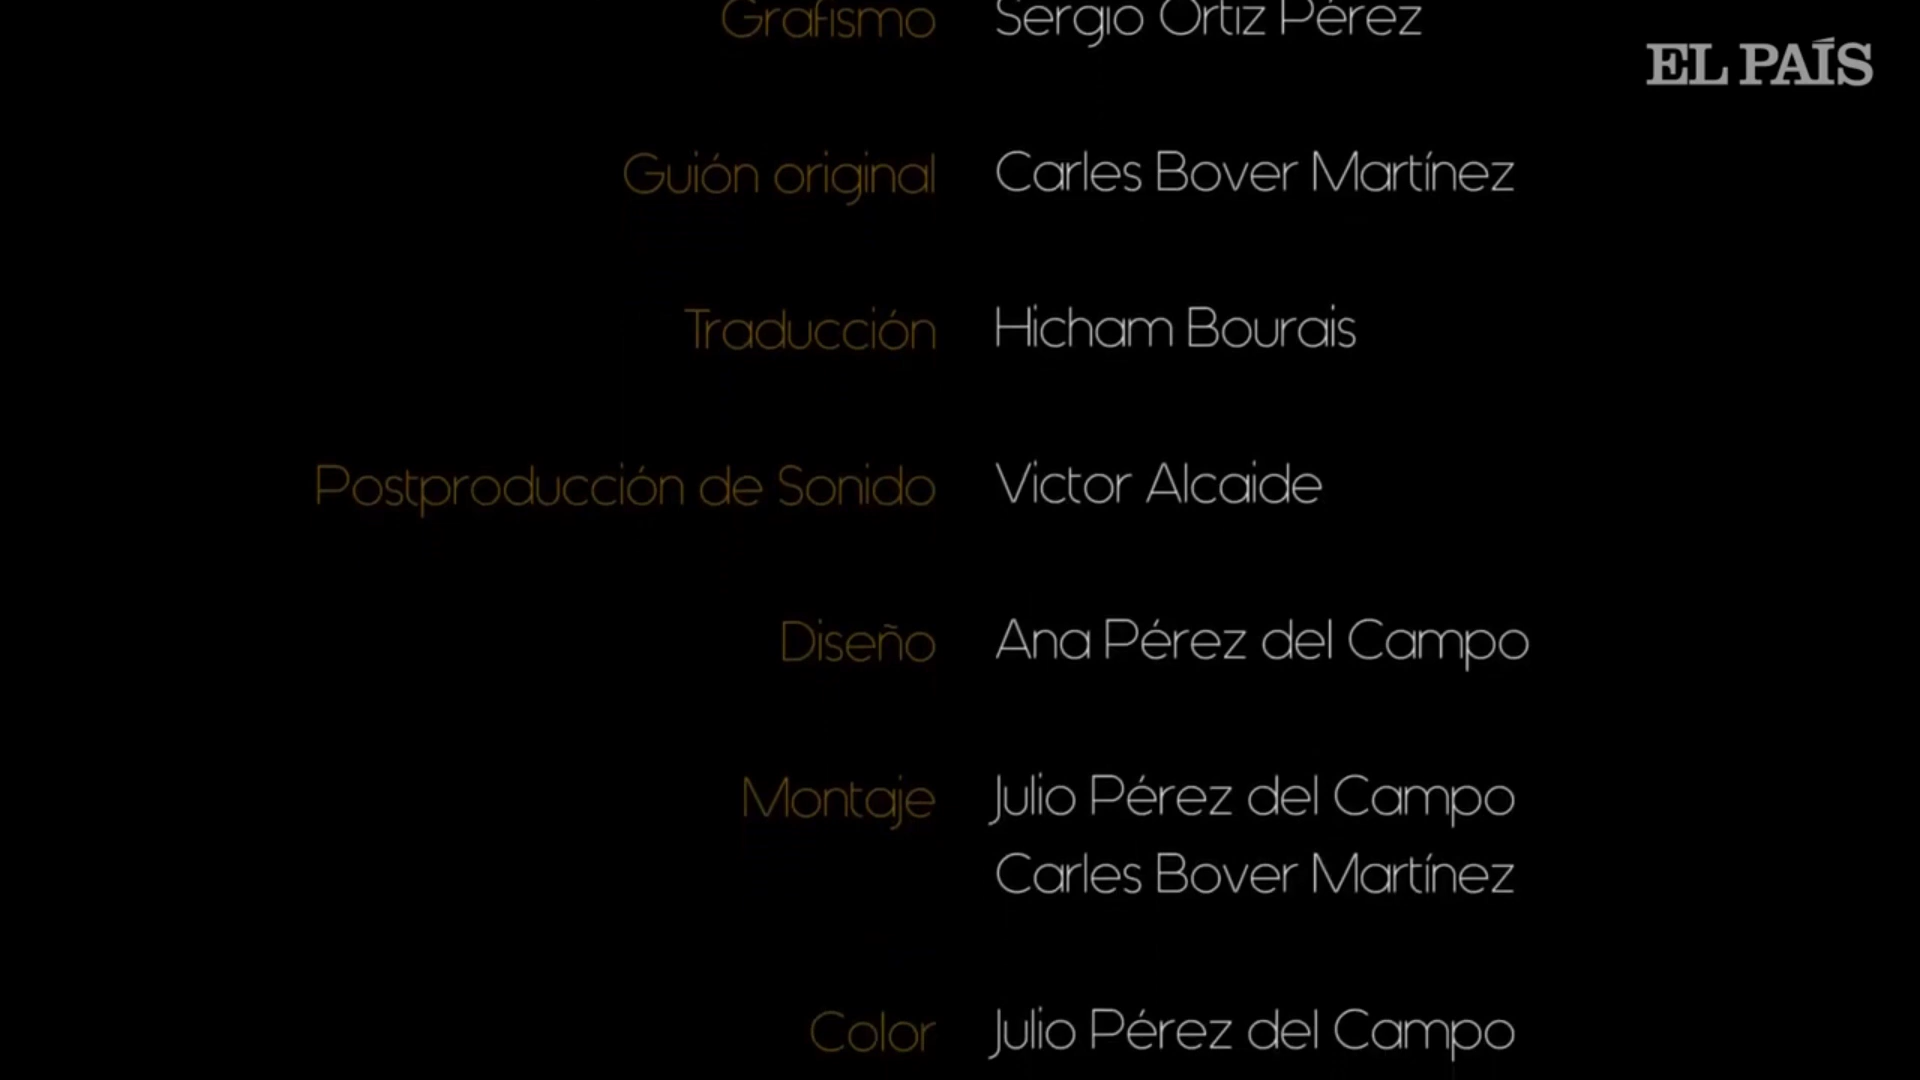 Grafismo Sergio Ortiz Pérez
EL PAÍS
Guión original Carles Bover Martínez
Traducción Hicham Bourais
Postproducción de Sonido Victor Alcaide
Diseño Ana Pérez del Campo
Montaje Julio Pérez del Campo
Carles Bover Martínez
Color Julio Pérez del Campo